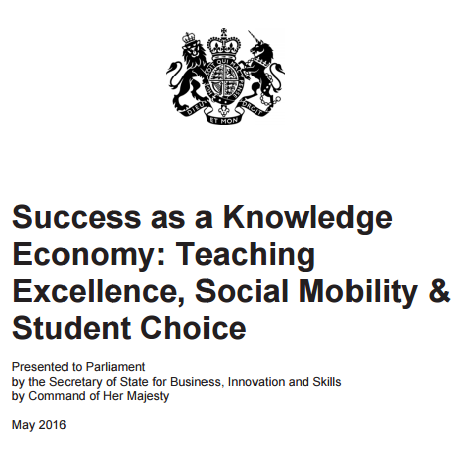 DIEU ET MON DROIT
Success as a Knowledge
Economy: Teaching
Excellence, Social Mobility &
Student Choice
Presented to Parliament
by the Secretary of State for Business, Innovation and Skills
by Command of Her Majesty
May 2016